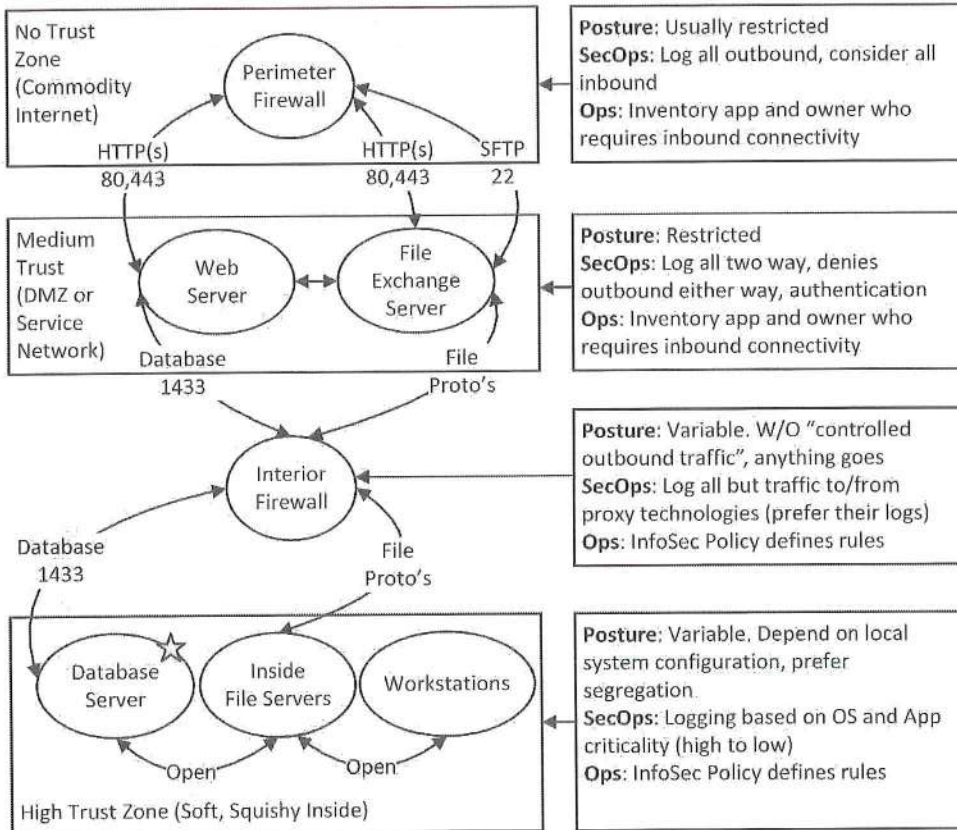 No Trust
Zone
(Commodity
Internet)
Perimeter
Firewall
HTTP(s)
80,443
HTTP(s)
80,443
SFTP
22
Posture: Usually restricted
SecOps: Log all outbound, consider all
inbound
Ops: Inventory app and owner who
requires inbound connectivity
Medium
Trust
(DMZ or
Service
Network)
Web
Server
File
Exchange
Server
Database
1433
File
Proto's
Posture: Restricted
SecOps: Log all two way, denies
outbound either way, authentication
Ops: Inventory app and owner who
requires inbound connectivity
Interior
Firewall
Database
1433
File
Proto's
Posture: Variable. W/O "controlled
outbound traffic", anything goes
SecOps: Log all but traffic to/from
proxy technologies (prefer their logs)
Ops: InfoSec Policy defines rules
Database
Server
Inside
File Servers
Workstations
Open
Open
High Trust Zone (Soft, Squishy Inside)
Posture: Variable. Depend on local
system configuration, prefer
segregation
SecOps: Logging based on OS and App
criticality (high to low)
Ops: InfoSec Policy defines rules